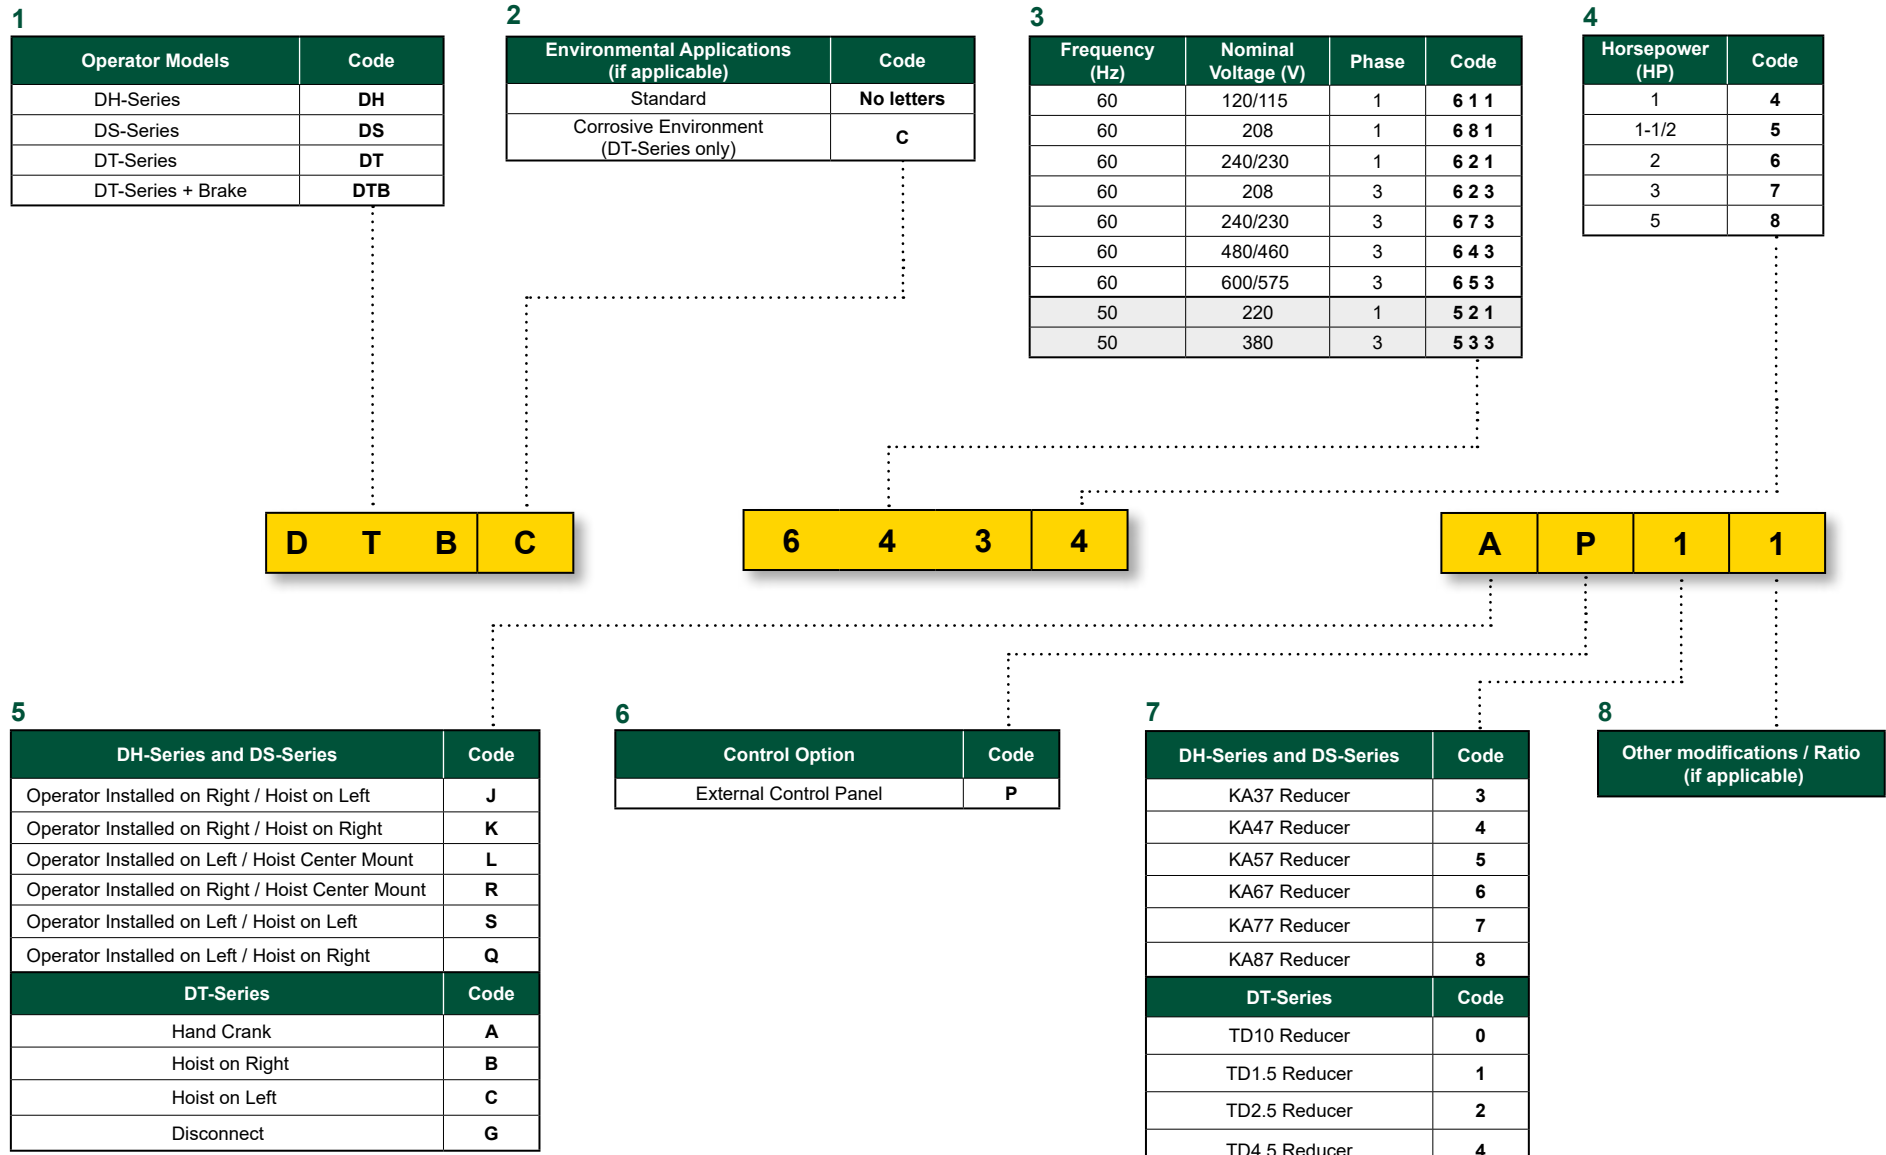 1
Operator Models Code
DH-Series DH
DS-Series DS
DT-Series DT
DT-Series + Brake DTB
2
Environmental Applications
(if applicable) Code
Standard No letters
Corrosive Environment
(DT-Series only) C
3
Frequency
(Hz) Nominal
Voltage (V) Phase Code
60 120/115 1 6 1 1
60 208 1 6 8 1
60 240/230 1 6 2 1
60 208 3 6 2 3
60 240/230 3 6 7 3
60 480/460 3 6 4 3
60 600/575 3 6 5 3
50 220 1 5 2 1
50 380 3 5 3 3
4
Horsepower
(HP) Code
1 4
1-1/2 5
2 6
3 7
5 8
D T B C 6 4 3 4 A P 1 1
5
DH-Series and DS-Series Code
Operator Installed on Right / Hoist on Left J
Operator Installed on Right / Hoist on Right K
Operator Installed on Left / Hoist Center Mount L
Operator Installed on Right / Hoist Center Mount R
Operator Installed on Left / Hoist on Left S
Operator Installed on Left / Hoist on Right Q
DT-Series Code
Hand Crank A
Hoist on Right B
Hoist on Left C
Disconnect G
6
Control Option Code
External Control Panel P
7
DH-Series and DS-Series Code
KA37 Reducer 3
KA47 Reducer 4
KA57 Reducer 5
KA67 Reducer 6
KA77 Reducer 7
KA87 Reducer 8
DT-Series Code
TD10 Reducer 0
TD1.5 Reducer 1
TD2.5 Reducer 2
TD4.5 Reducer 4
8
Other modifications / Ratio
(if applicable)